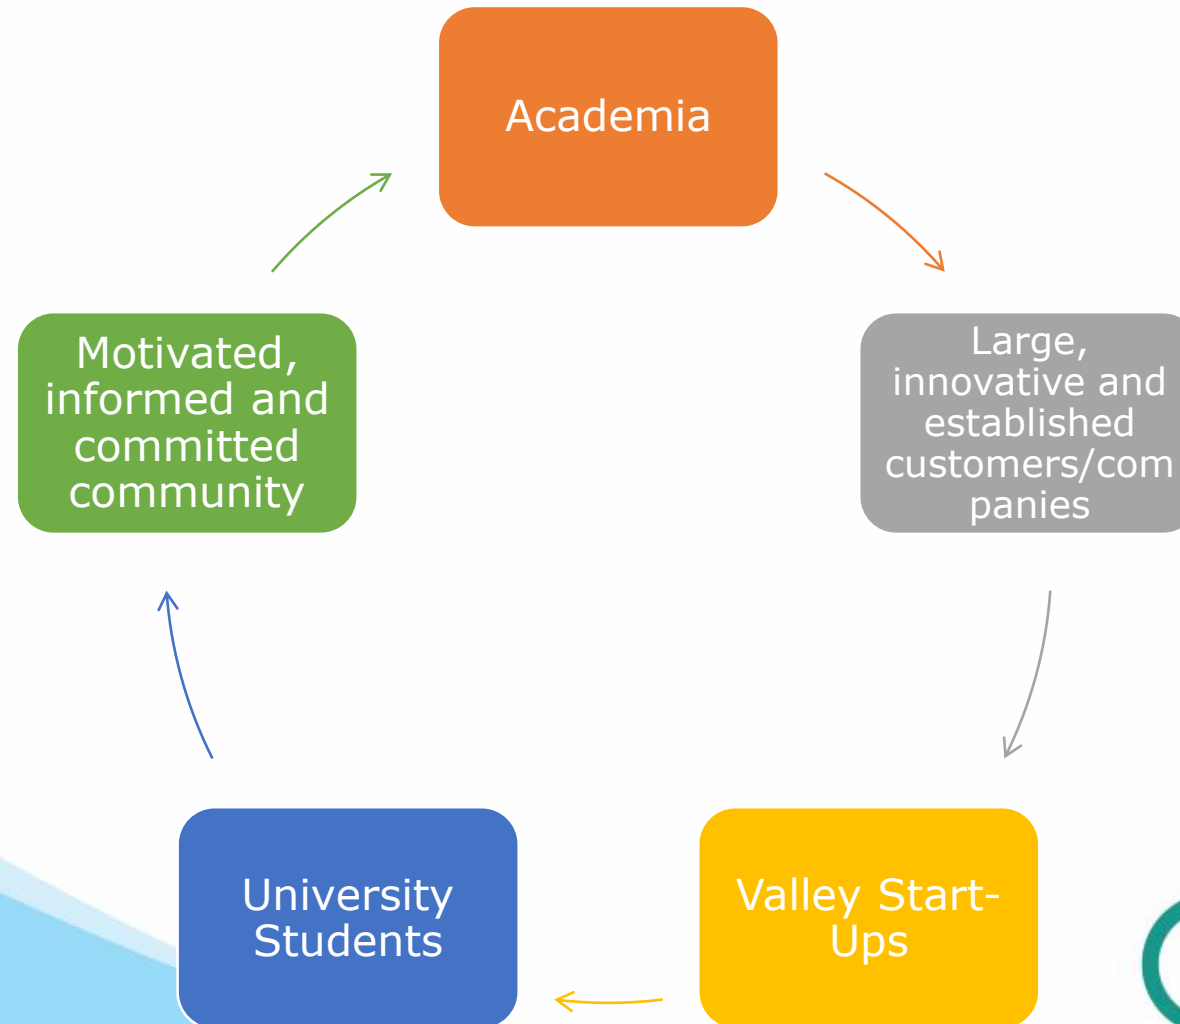 Academia
Motivated,
informed and
committed
community
Large,
innovative and
established
customers/com
panies
University
Students
Valley Start-
Ups